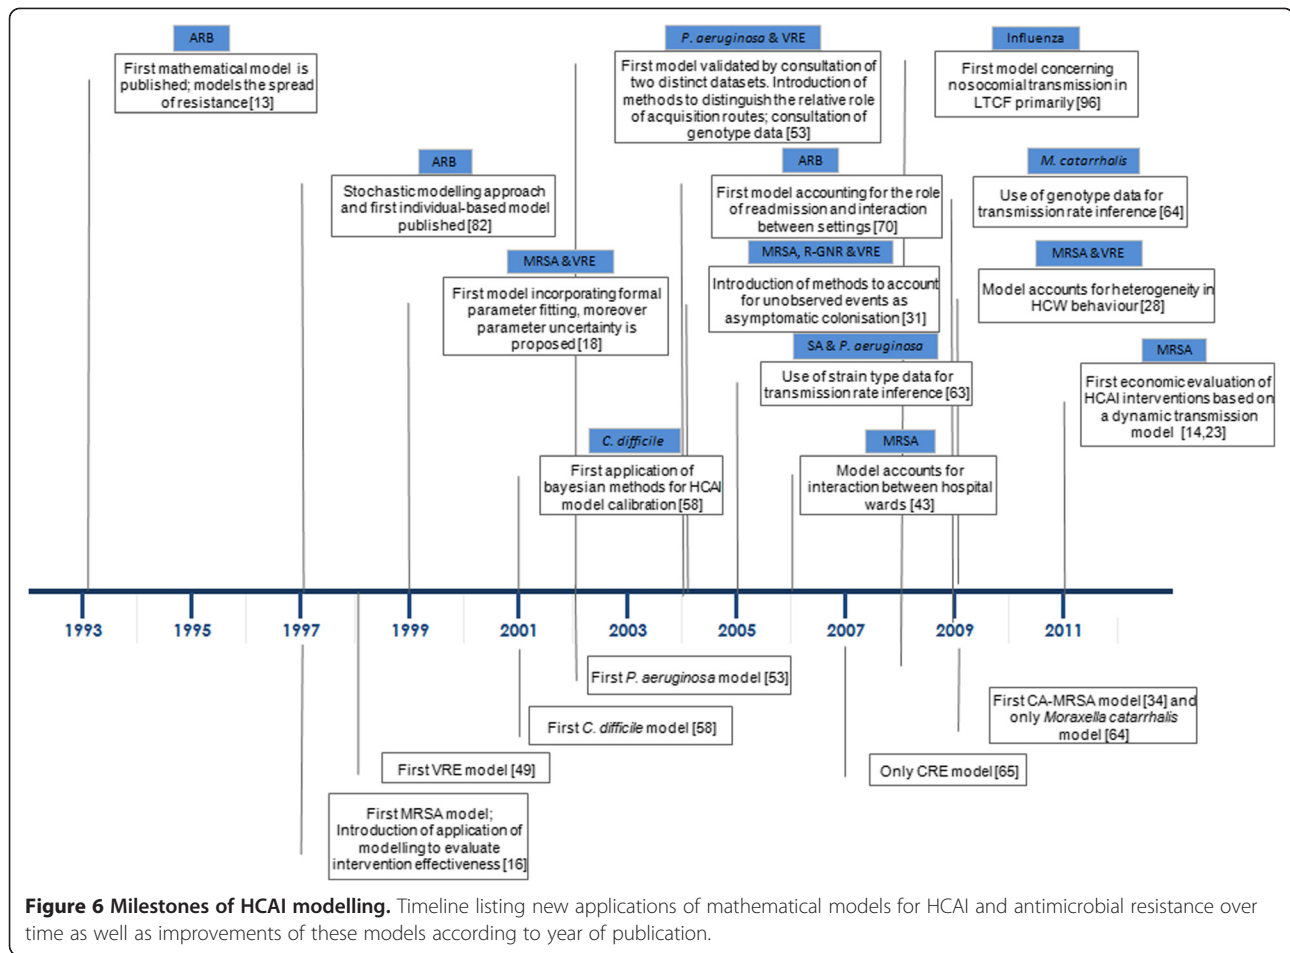 ARB
First mathematical model is
published; models the spread
of resistance[13]
ARB
Stochastic modelling approach
and first individual-based model
published[82]
MRSA &VRE
First model incorporating formal
parameter fitting, moreover
parameter uncertainty is
proposed [18]
C. difficile
First application of
bayesian methods for HCAI
model calibration[58]
P. aeruginosa & VRE
First model validated by consultation of
two distinct datasets. Introduction of
methods to distinguish the relative role
of acquisition routes; consultation of
genotype data [53]
ARB
First model accounting for the role
of readmission and interaction
between settings[70]
MRSA, R-GNR &VRE
Introduction of methods to account
for unobserved events as
asymptomatic colonisation [31]
SA & P. aeruginosa
Use of strain type data for
transmission rate inference[63]
MRSA
Model accounts for
interaction between hospital
wards [43]
Influenza
First model concerning
nosocomial transmission in
LTCF primarily[96]
M. catarrhalis
Use of genotype data for
transmission rate inference [64]
MRSA &VRE
Model accounts for heterogeneity in
HCW behaviour[28]
MRSA
First economic evaluation of
HCAI interventions based on
a dynamic transmission
model [14,23]
1993 1995 1997 1999 2001 2003 2005 2007 2009 2011
First P. aeruginosa model [53]
First C. difficile model [58]
First VRE model [49]
First MRSA model;
Introduction of application of
modelling to evaluate
intervention effectiveness[16]
Only CRE model[65]
First CA-MRSA model[34] and
only Moraxella catarrhalis
model [64]
Figure 6 Milestones of HCAI modelling. Timeline listing new applications of mathematical models for HCAI and antimicrobial resistance over
time as well as improvements of these models according to year of publication.